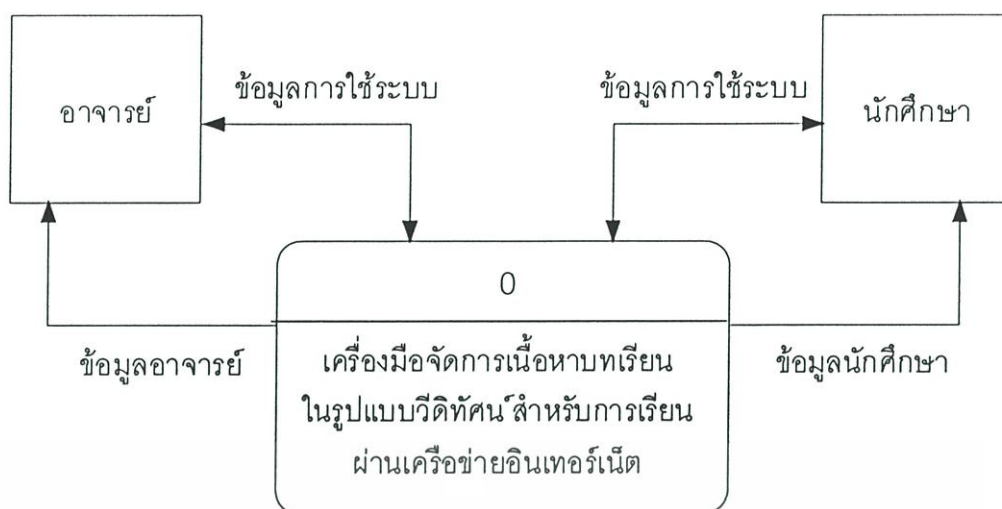 อาจารย์
ข้อมูลการใช้ระบบ
ข้อมูลการใช้ระบบ
นักศึกษา
0
ข้อมูลอาจารย์
เครื่องมือจัดการเนื้อหาบทเรียน
ในรูปแบบวีดิทัศน์สำหรับการเรียน
ผ่านเครือข่ายอินเทอร์เน็ต
ข้อมูลนักศึกษา